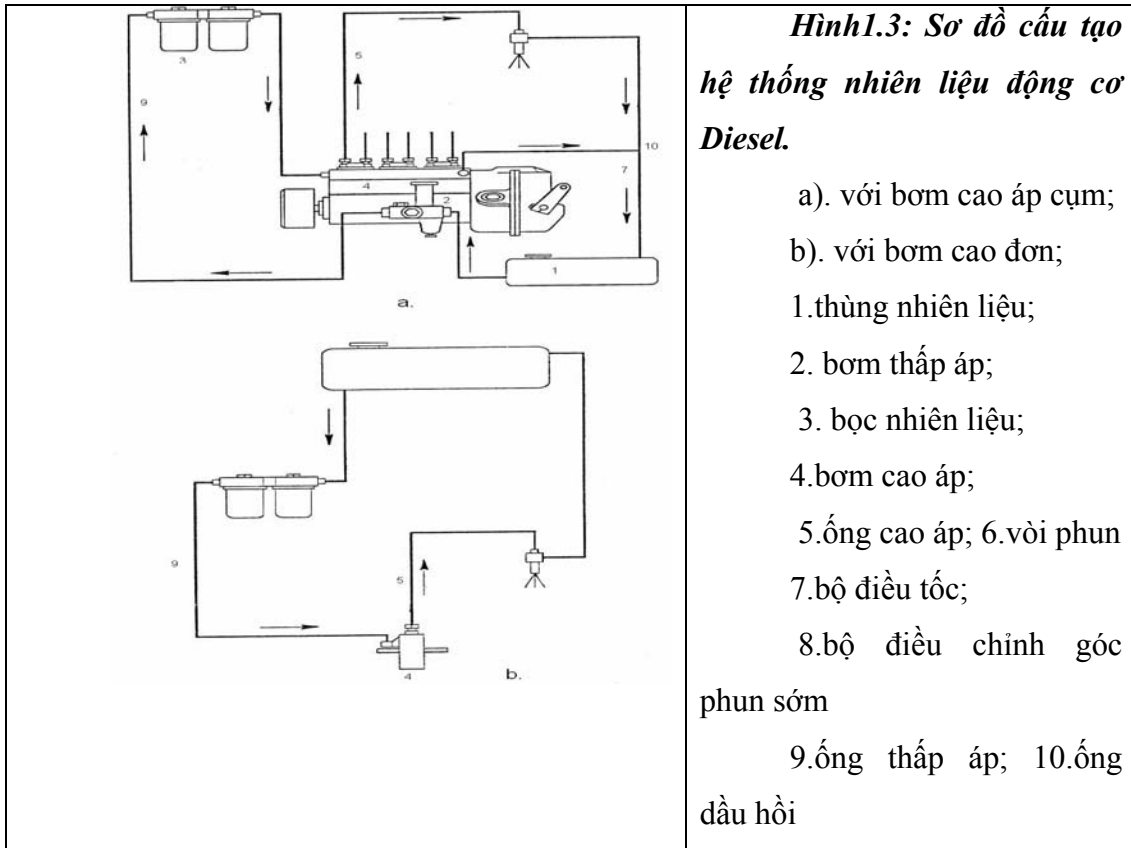 3
5
9
10
4
7
2
1
a.
9
5
4
b.
Hình1.3: Sơ đồ cấu tạo
hệ thống nhiên liệu động cơ
Diesel.
a). với bơm cao áp cụm;
b). với bơm cao đơn;
1.thùng nhiên liệu;
2. bơm thấp áp;
3. bọc nhiên liệu;
4.bơm cao áp;
5.ống cao áp; 6.vòi phun
7.bộ điều tốc;
8.bộ điều chỉnh góc
phun sớm
9.ống thấp áp; 10.ống
dầu hồi